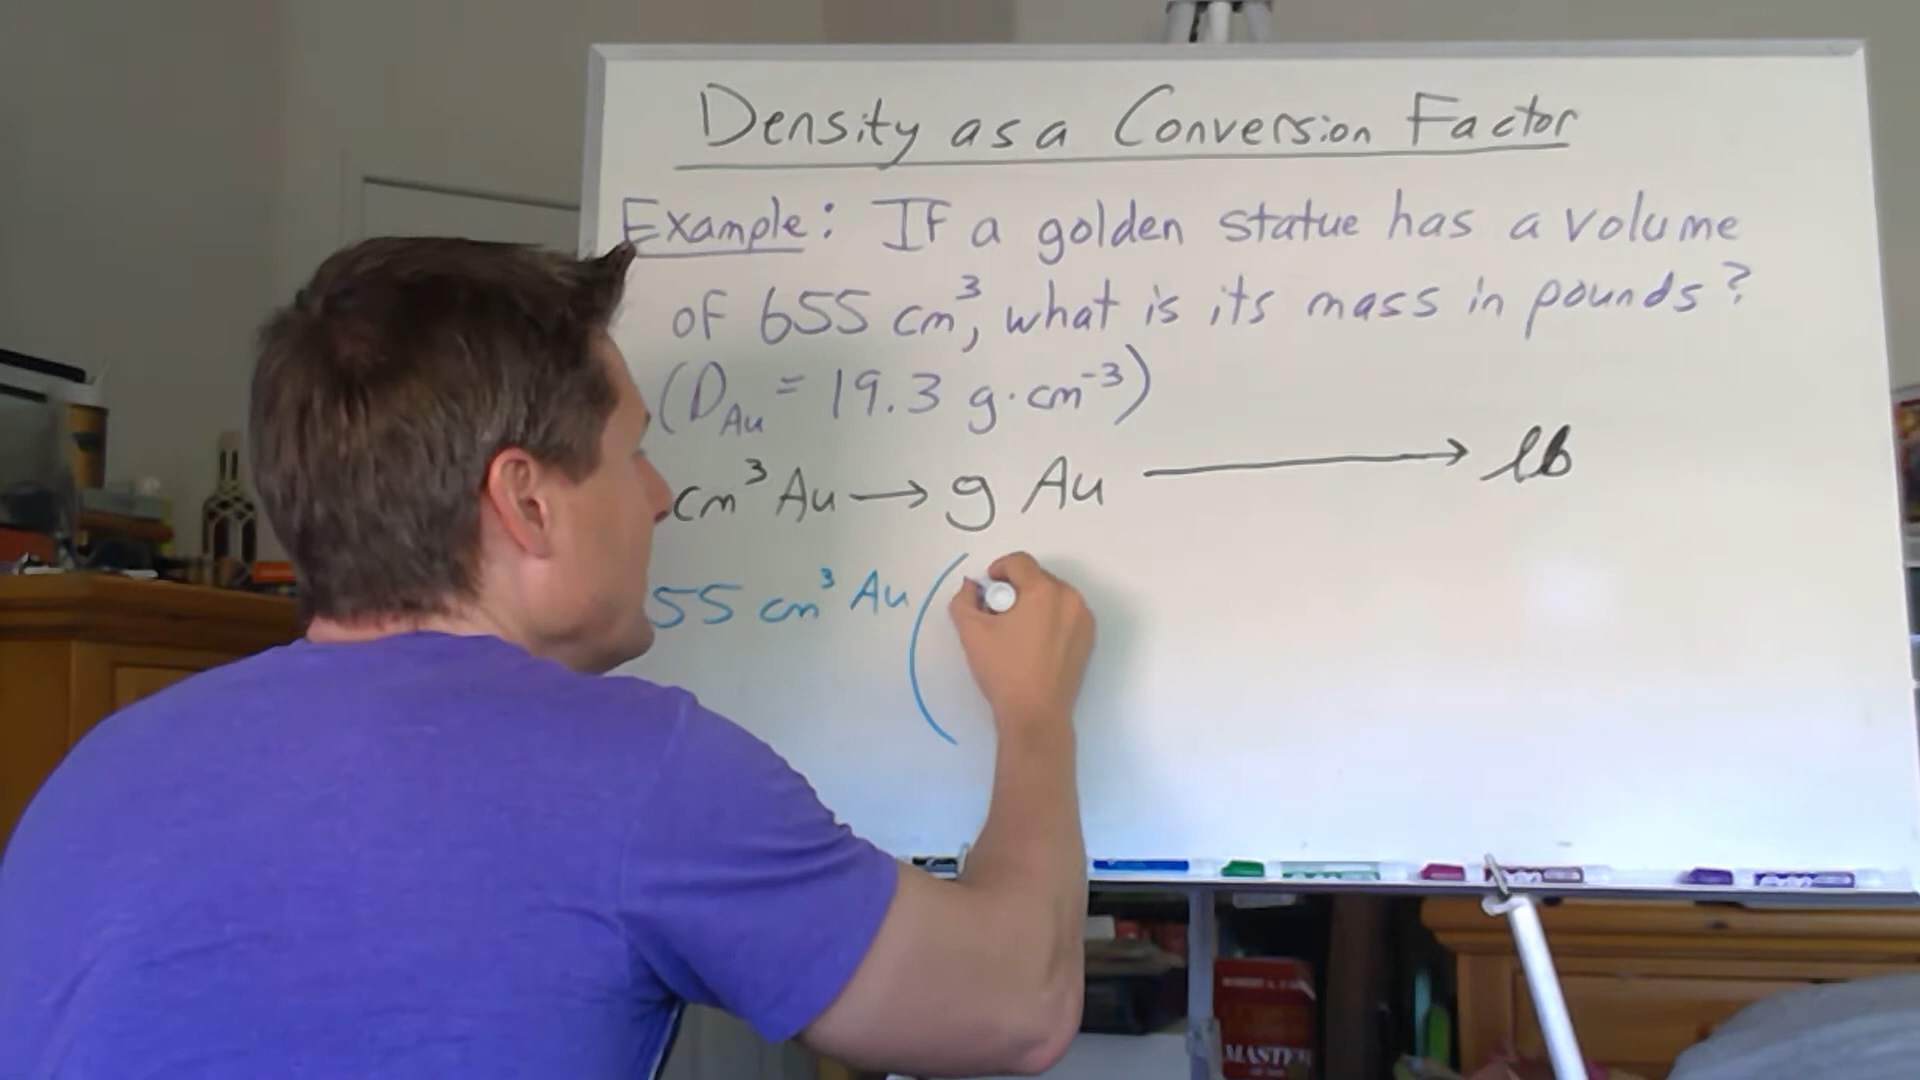 Density as a Conversion Factor
Example: If a golden statue has a volume
of 655 cm³, what is its mass in pounds?
(D_Au = 19.3 g·cm⁻³)
cm³ Au → g Au → lb
55 cm³ Au (
MASTER